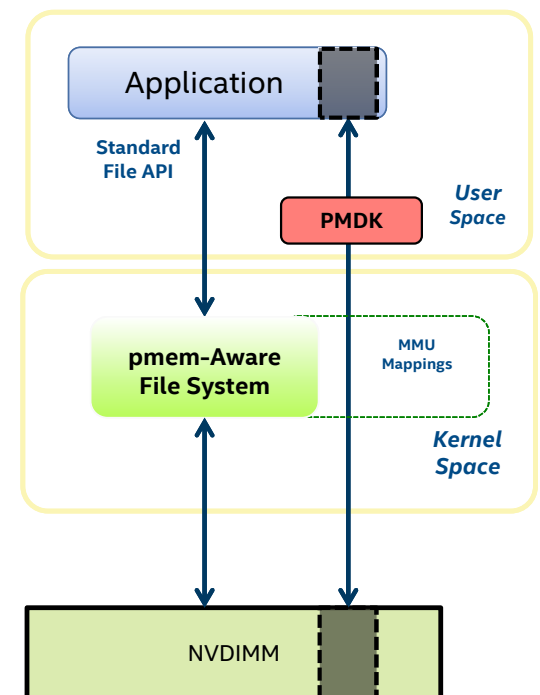 Application
Standard
File API
PMDK
User
Space
pmem-Aware
File System
MMU
Mappings
Kernel
Space
NVDIMM